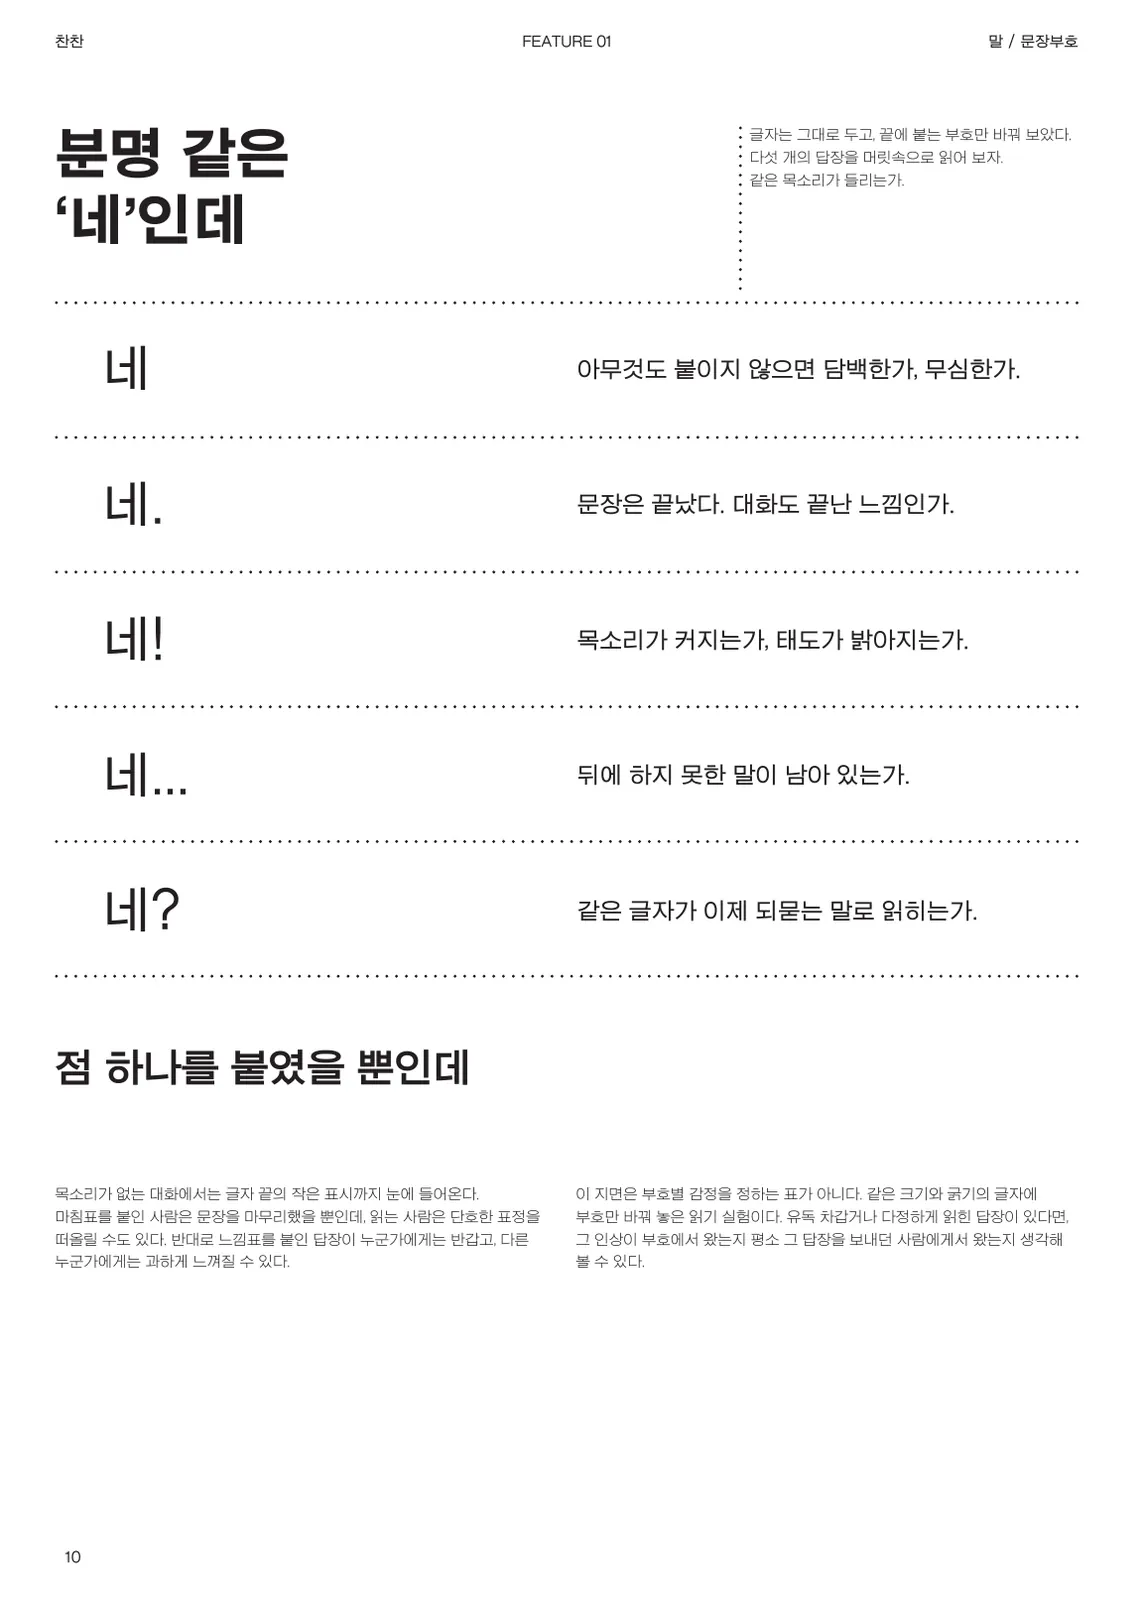 찬찬
FEATURE 01
말 / 문장부호
분명 같은
‘네’인데
글자는 그대로 두고, 끝에 붙는 부호만 바꿔 보았다.
다섯 개의 답장을 머릿속으로 읽어 보자.
같은 목소리가 들리는가.
네
아무것도 붙이지 않으면 담백한가, 무심한가.
네.
문장은 끝났다. 대화도 끝난 느낌인가.
네!
목소리가 커지는가, 태도가 밝아지는가.
네...
뒤에 하지 못한 말이 남아 있는가.
네?
같은 글자가 이제 되묻는 말로 읽히는가.
점 하나를 붙였을 뿐인데
목소리가 없는 대화에서는 글자 끝의 작은 표시까지 눈에 들어온다.
마침표를 붙인 사람은 문장을 마무리했을 뿐인데, 읽는 사람은 단호한 표정을
떠올릴 수도 있다. 반대로 느낌표를 붙인 답장이 누군가에게는 반갑고, 다른
누군가에게는 과하게 느껴질 수 있다.
이 지면은 부호별 감정을 정하는 표가 아니다. 같은 크기와 굵기의 글자에
부호만 바꿔 놓은 읽기 실험이다. 유독 차갑거나 다정하게 읽힌 답장이 있다면,
그 인상이 부호에서 왔는지 평소 그 답장을 보내던 사람에게서 왔는지 생각해
볼 수 있다.
10